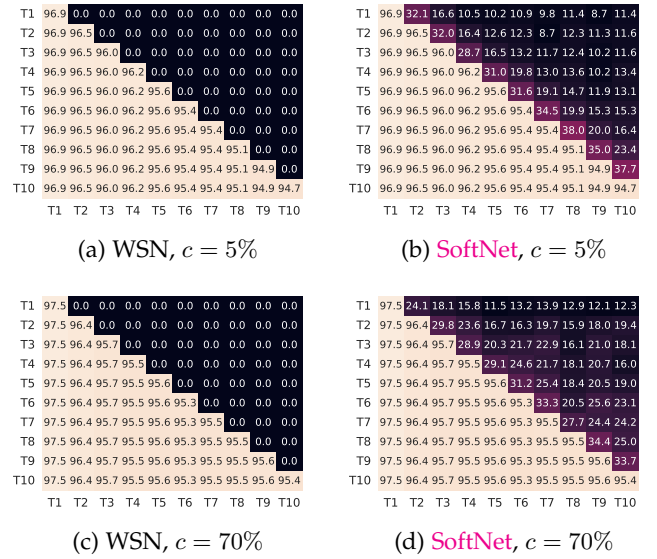 T1 96.9 0.0 0.0 0.0 0.0 0.0 0.0 0.0 0.0 0.0
T2 96.9 96.5 0.0 0.0 0.0 0.0 0.0 0.0 0.0 0.0
T3 96.9 96.5 96.0 0.0 0.0 0.0 0.0 0.0 0.0 0.0
T4 96.9 96.5 96.0 96.2 0.0 0.0 0.0 0.0 0.0 0.0
T5 96.9 96.5 96.0 96.2 95.6 0.0 0.0 0.0 0.0 0.0
T6 96.9 96.5 96.0 96.2 95.6 95.4 0.0 0.0 0.0 0.0
T7 96.9 96.5 96.0 96.2 95.6 95.4 95.4 0.0 0.0 0.0
T8 96.9 96.5 96.0 96.2 95.6 95.4 95.4 95.1 0.0 0.0
T9 96.9 96.5 96.0 96.2 95.6 95.4 95.4 95.1 94.9 0.0
T10 96.9 96.5 96.0 96.2 95.6 95.4 95.4 95.1 94.9 94.7
T1 T2 T3 T4 T5 T6 T7 T8 T9 T10
(a) WSN, c = 5%
T1 96.9 32.1 16.6 10.5 10.2 10.9 9.8 11.4 8.7 11.4
T2 96.9 96.5 32.0 16.4 12.6 12.3 8.7 12.3 11.3 11.6
T3 96.9 96.5 96.0 28.7 16.5 13.2 11.7 14.4 10.2 11.6
T4 96.9 96.5 96.0 96.2 31.0 19.8 13.0 13.6 10.2 13.4
T5 96.9 96.5 96.0 96.2 95.6 31.6 19.1 14.7 11.9 13.1
T6 96.9 96.5 96.0 96.2 95.6 95.4 34.5 19.9 15.3 15.3
T7 96.9 96.5 96.0 96.2 95.6 95.4 95.4 38.0 20.0 16.4
T8 96.9 96.5 96.0 96.2 95.6 95.4 95.4 95.1 35.0 23.4
T9 96.9 96.5 96.0 96.2 95.6 95.4 95.4 95.1 94.9 37.7
T10 96.9 96.5 96.0 96.2 95.6 95.4 95.4 95.1 94.9 94.7
T1 T2 T3 T4 T5 T6 T7 T8 T9 T10
(b) SoftNet, c = 5%
T1 97.5 0.0 0.0 0.0 0.0 0.0 0.0 0.0 0.0 0.0
T2 97.5 96.4 0.0 0.0 0.0 0.0 0.0 0.0 0.0 0.0
T3 97.5 96.4 95.7 0.0 0.0 0.0 0.0 0.0 0.0 0.0
T4 97.5 96.4 95.7 95.5 0.0 0.0 0.0 0.0 0.0 0.0
T5 97.5 96.4 95.7 95.5 95.6 0.0 0.0 0.0 0.0 0.0
T6 97.5 96.4 95.7 95.5 95.6 95.3 0.0 0.0 0.0 0.0
T7 97.5 96.4 95.7 95.5 95.6 95.3 95.5 0.0 0.0 0.0
T8 97.5 96.4 95.7 95.5 95.6 95.3 95.5 95.5 0.0 0.0
T9 97.5 96.4 95.7 95.5 95.6 95.3 95.5 95.5 95.6 0.0
T10 97.5 96.4 95.7 95.5 95.6 95.3 95.5 95.5 95.6 95.4
T1 T2 T3 T4 T5 T6 T7 T8 T9 T10
(c) WSN, c = 70%
T1 97.5 24.1 18.1 15.8 11.5 13.2 13.9 12.9 12.1 12.3
T2 97.5 96.4 29.8 23.6 16.7 16.3 19.7 15.9 18.0 19.4
T3 97.5 96.4 95.7 28.9 20.3 21.7 22.9 16.1 21.0 18.1
T4 97.5 96.4 95.7 95.5 29.1 24.6 21.7 18.1 20.7 16.0
T5 97.5 96.4 95.7 95.5 95.6 31.2 25.4 18.4 20.5 19.0
T6 97.5 96.4 95.7 95.5 95.6 95.3 33.3 20.5 25.6 23.1
T7 97.5 96.4 95.7 95.5 95.6 95.3 95.5 27.7 24.4 24.2
T8 97.5 96.4 95.7 95.5 95.6 95.3 95.5 95.5 34.4 25.0
T9 97.5 96.4 95.7 95.5 95.6 95.3 95.5 95.5 95.6 33.7
T10 97.5 96.4 95.7 95.5 95.6 95.3 95.5 95.5 95.6 95.4
T1 T2 T3 T4 T5 T6 T7 T8 T9 T10
(d) SoftNet, c = 70%